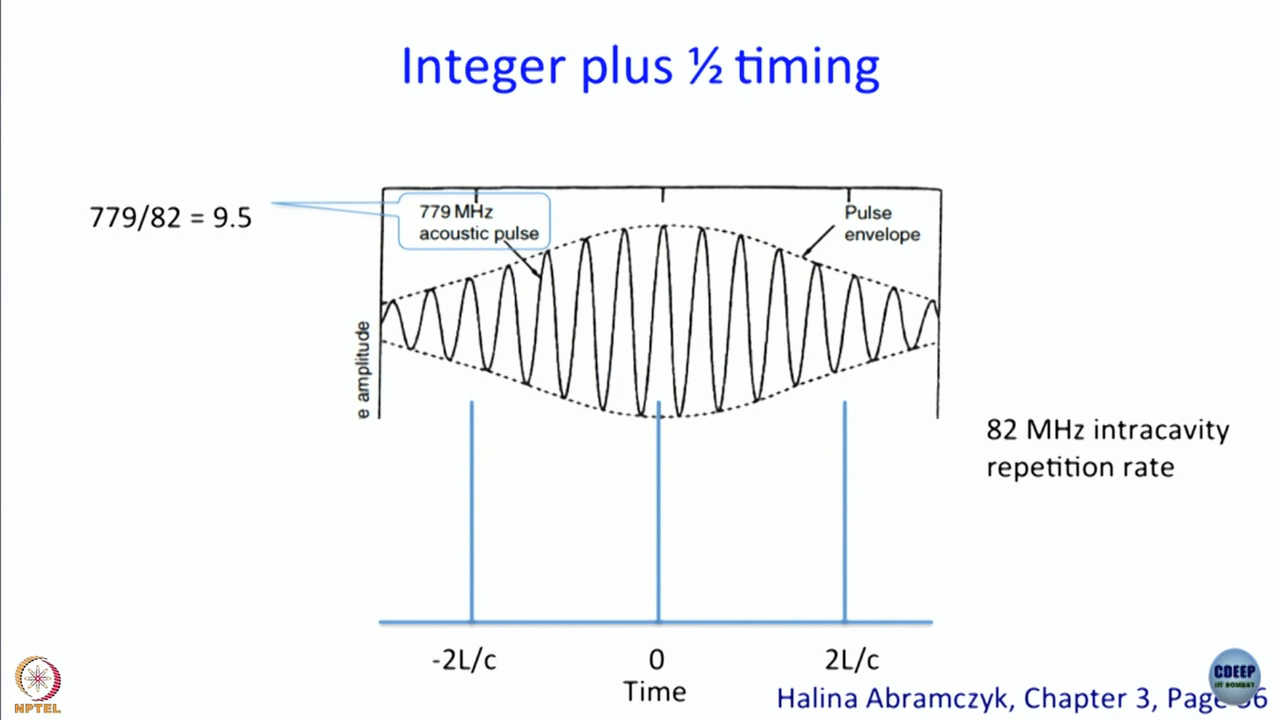 Integer plus ½ timing
779/82 = 9.5
779 MHz
acoustic pulse
Pulse
envelope
e amplitude
82 MHz intracavity
repetition rate
-2L/c
0
2L/c
Time
Halina Abramczyk, Chapter 3, Page 6
NPTEL
CDEEP
IIT BOMBAY